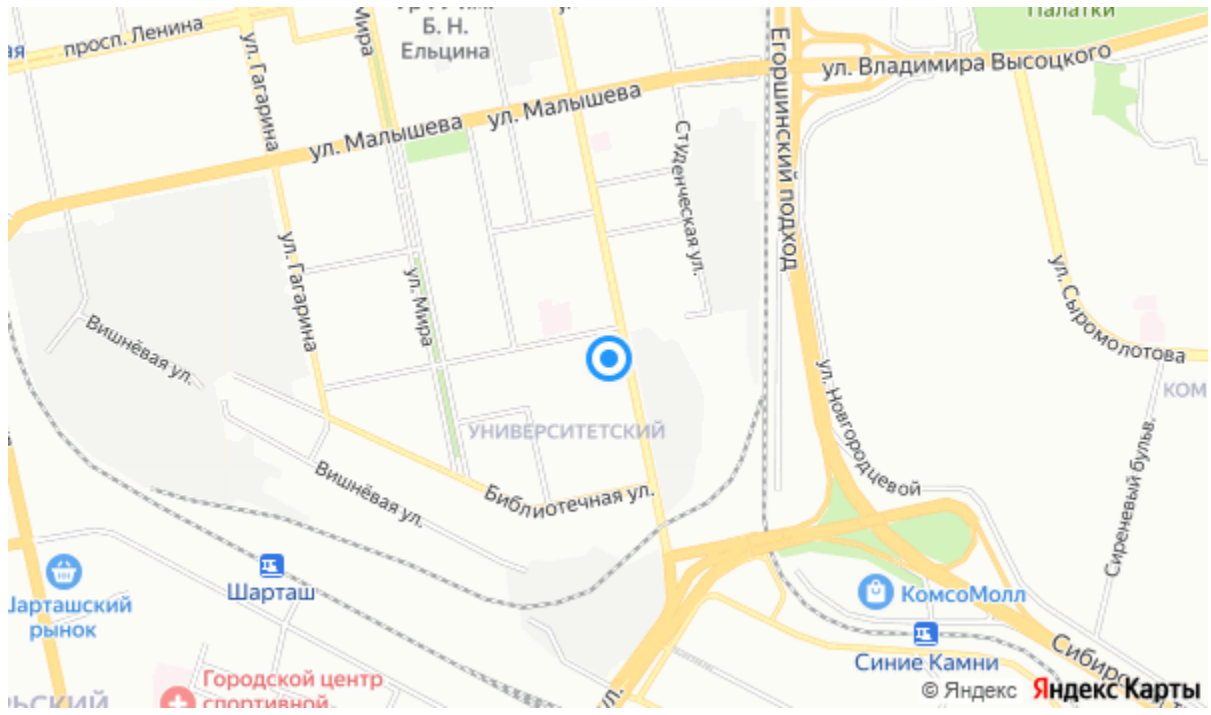 Палатки
просп. Ленина
ул. Гагарина
Мира
Б. Н.
Ельцина
ул. Владимира Высоцкого
ул. Малышева
ул. Малышева
Егоршинский подход
Студенческая ул.
ул. Гагарина
ул. Мира
ул. Сыромолотова
Вишнёвая ул.
ул. Новгородцевой
КОМ
УНИВЕРСИТЕТСКИЙ
Сиреневый бульв.
Вишнёвая ул.
Библиотечная ул.
Шарташ
КомсоМолл
Шарташский
рынок
Синие Камни
Сибирс
Городской центр
спортивной
ул.
© Яндекс Яндекс Карты